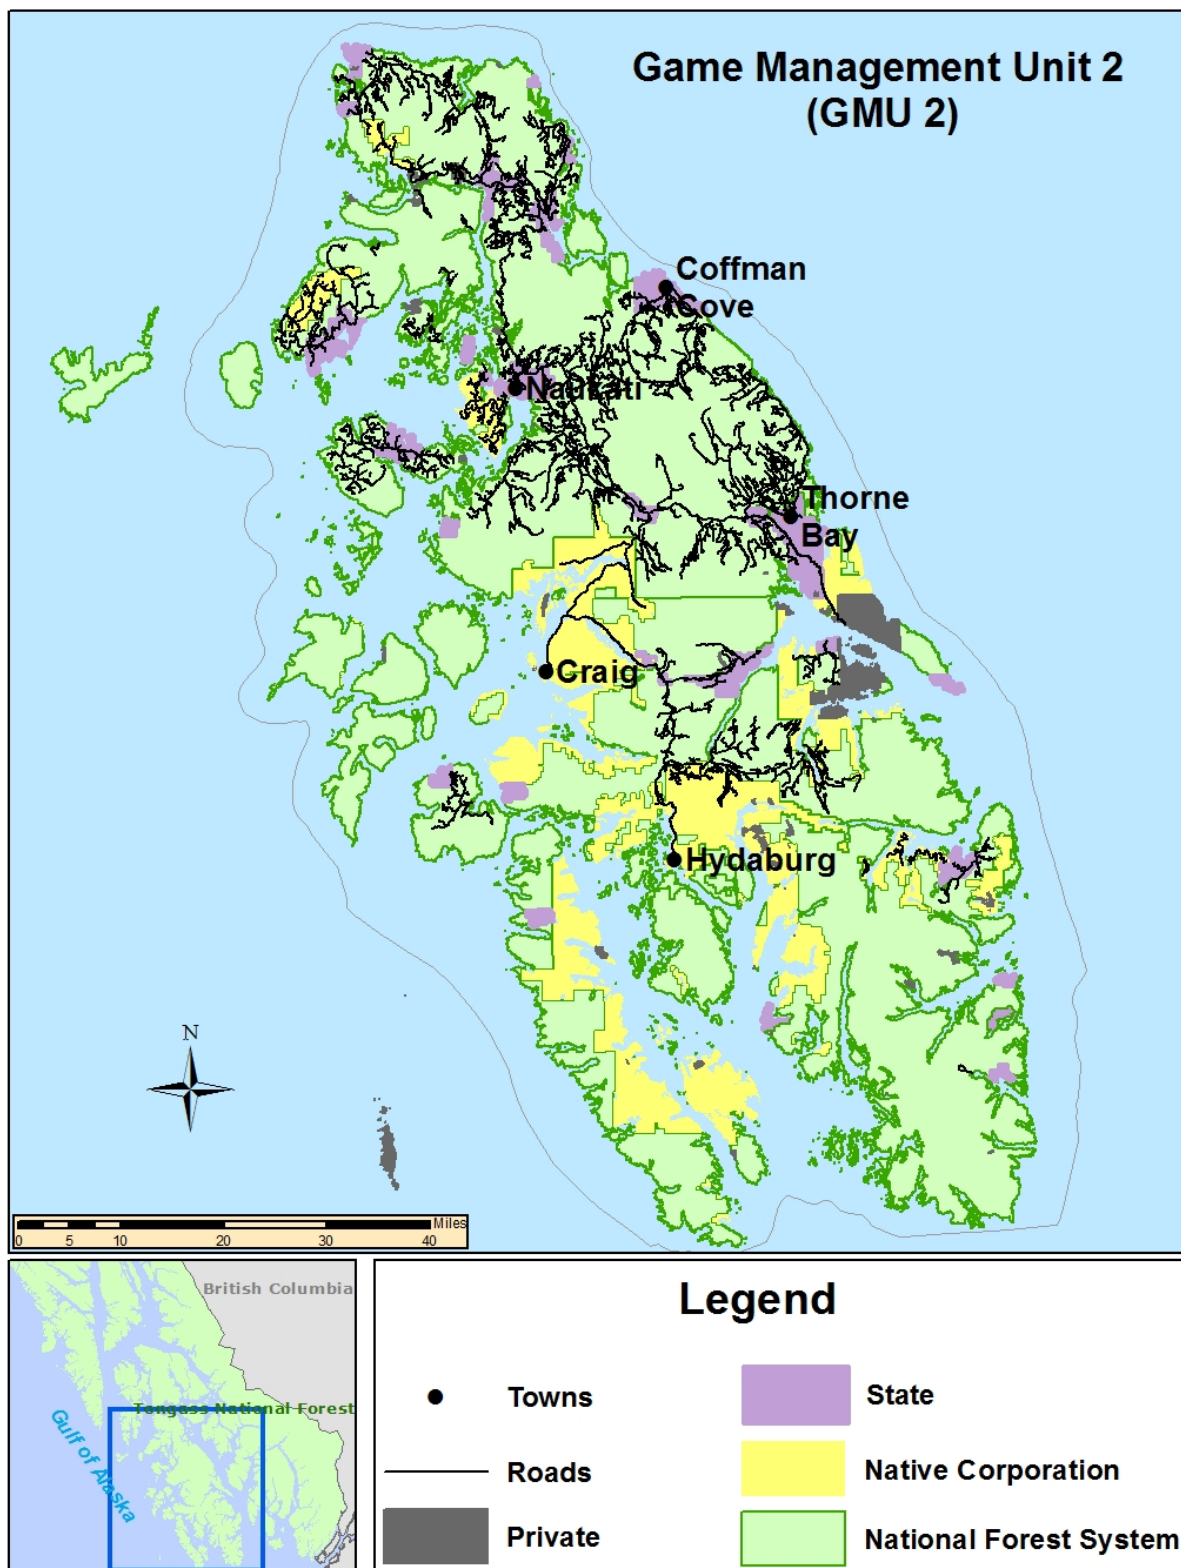 Game Management Unit 2
(GMU 2)
Coffman
Cove
Naukati
Thorne
Bay
Craig
Hydaburg
N
Miles
0 5 10 20 30 40
British Columbia
Tongass National Forest
Gulf of Alaska
Legend
Towns
State
Roads
Native Corporation
Private
National Forest System